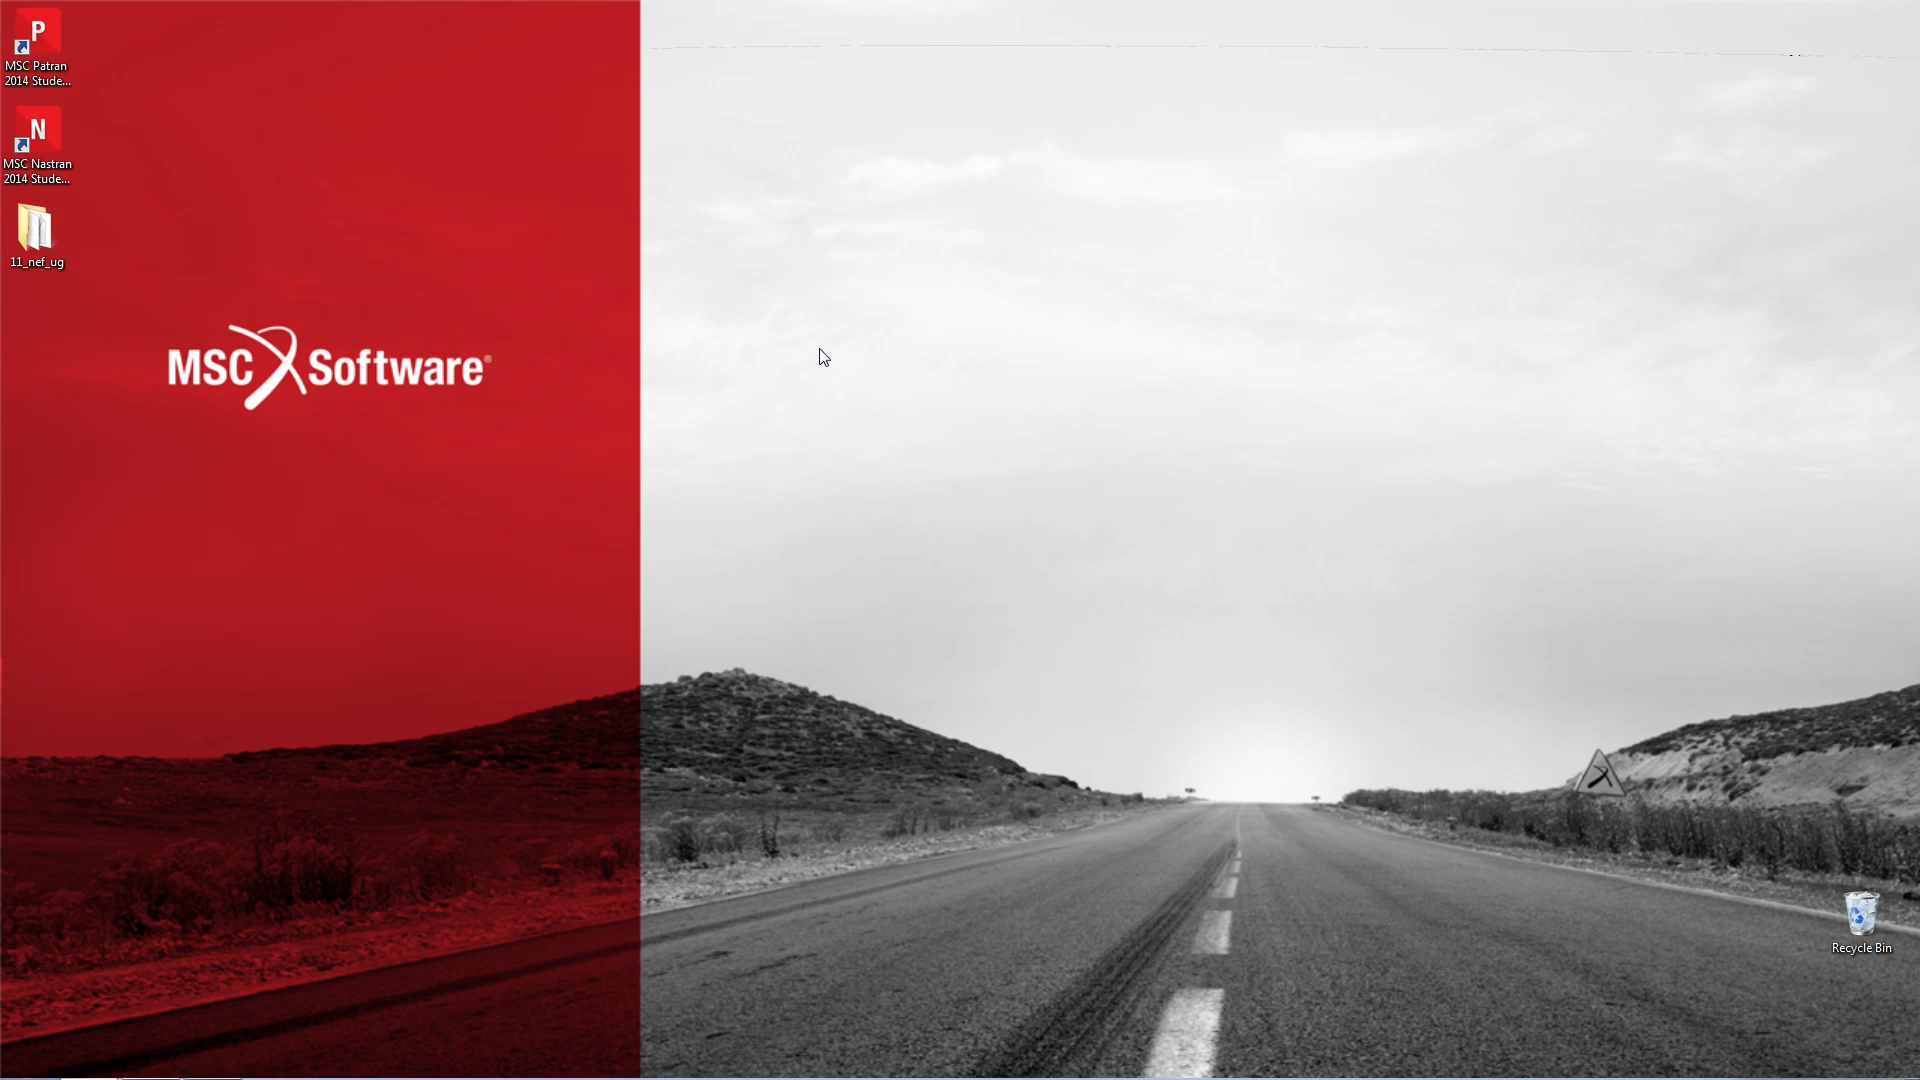 P
MSC Patran
2014 Stude...
N
MSC Nastran
2014 Stude...
11_nef_ug
MSC Software®
Recycle Bin